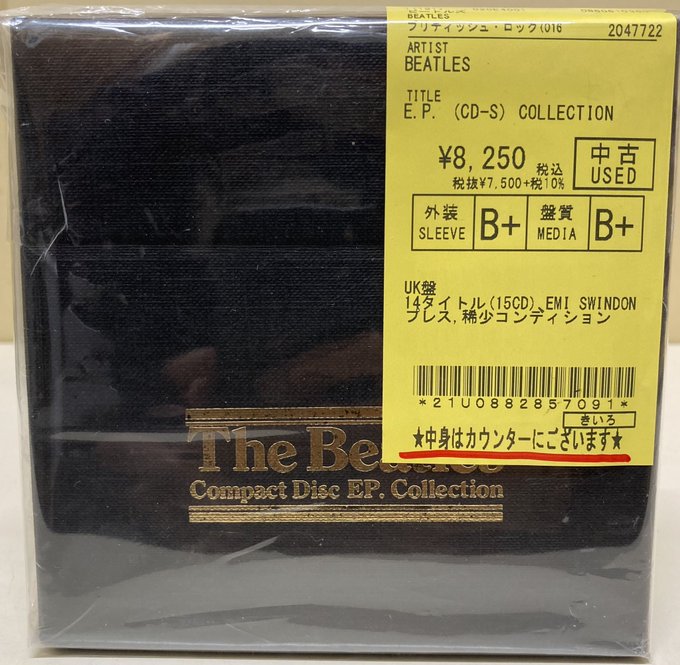 BEATLES
ブリティッシュ・ロック(016 2047722
ARTIST
BEATLES
TITLE
E.P. (CD-S) COLLECTION
¥8,250 税込
税抜¥7,500+税10%
中古
USED
外装
SLEEVE
B+
盤質
MEDIA
B+
UK盤
14タイトル(15CD),EMI SWINDON
プレス,稀少コンディション
*21U0882857091*
きいろ
★中身はカウンターにございます★
The Beatles
Compact Disc EP. Collection